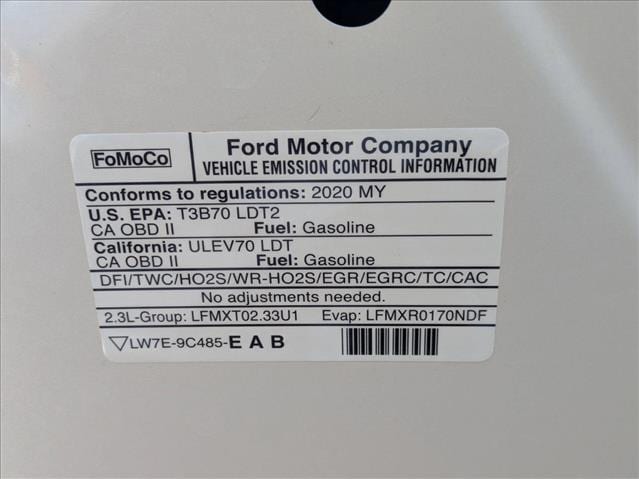 FoMoCo
Ford Motor Company
VEHICLE EMISSION CONTROL INFORMATION
Conforms to regulations: 2020 MY
U.S. EPA: T3B70 LDT2
CA OBD II Fuel: Gasoline
California: ULEV70 LDT
CA OBD II Fuel: Gasoline
DFI/TWC/HO2S/WR-HO2S/EGR/EGRC/TC/CAC
No adjustments needed.
2.3L-Group: LFMXT02.33U1 Evap: LFMXR0170NDF
LW7E-9C485-E A B